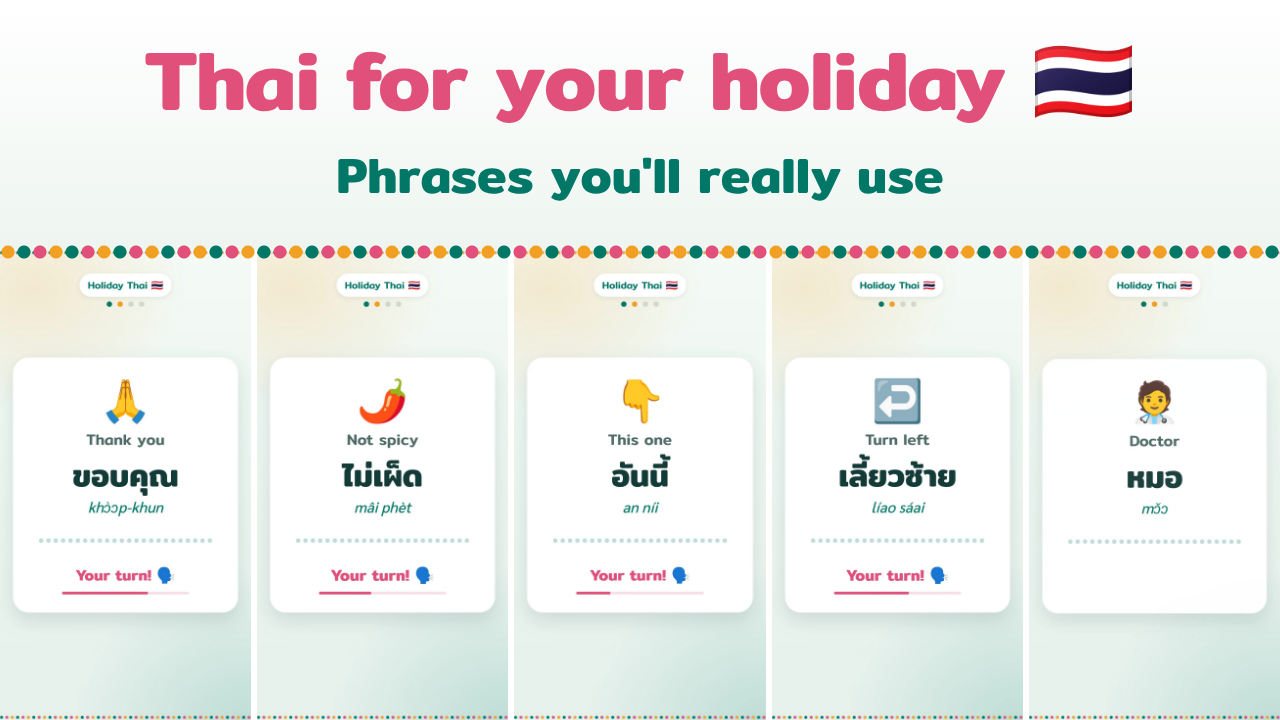 Thai for your holiday 🇹🇭
Phrases you'll really use
Holiday Thai 🇹🇭
Thank you
ขอบคุณ
khɔ̀ɔp-khun
Your turn!
Holiday Thai 🇹🇭
Not spicy
ไม่เผ็ด
mâi phèt
Your turn!
Holiday Thai 🇹🇭
This one
อันนี้
an níi
Your turn!
Holiday Thai 🇹🇭
Turn left
เลี้ยวซ้าย
líao sáai
Your turn!
Holiday Thai 🇹🇭
Doctor
หมอ
mɔ̌ɔ